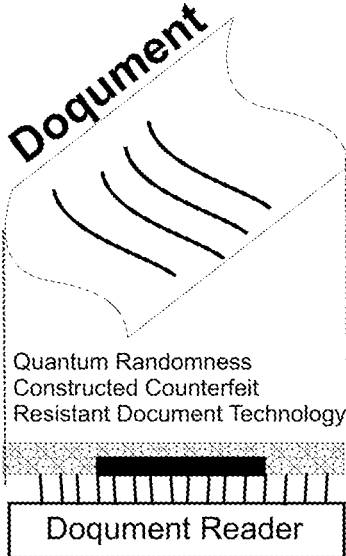 Doqument
Quantum Randomness
Constructed Counterfeit
Resistant Document Technology
Doqument Reader